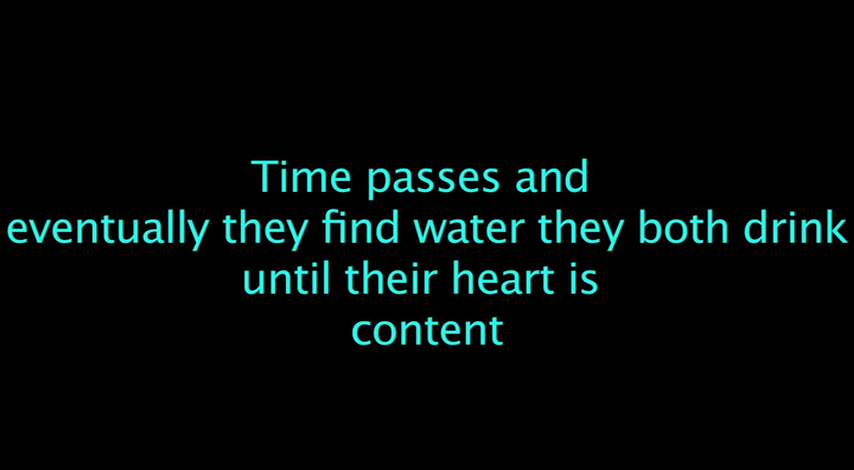 Time passes and
eventually they find water they both drink
until their heart is
content